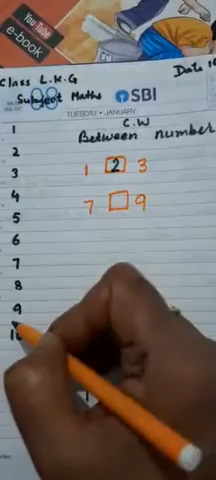 YouTube
e-book
Class L.K.G
Date
Subject Maths
SBI
TUESDAY • JANUARY
C.W
Between number
1
2
3
4
5
6
7
8
9
10
1 2 3
7 9